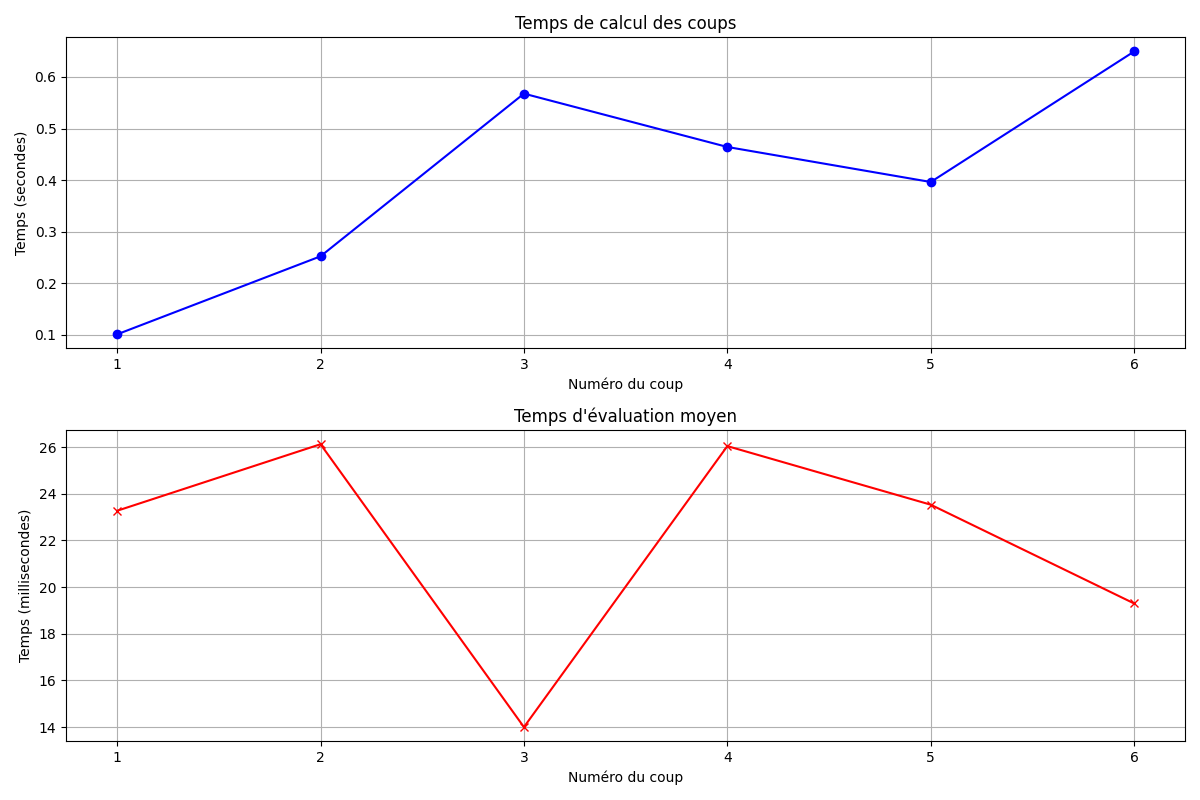 Temps de calcul des coups
Temps (secondes)
0.6
0.5
0.4
0.3
0.2
0.1
1 2 3 4 5 6
Numéro du coup
Temps d'évaluation moyen
Temps (millisecondes)
26
24
22
20
18
16
14
1 2 3 4 5 6
Numéro du coup